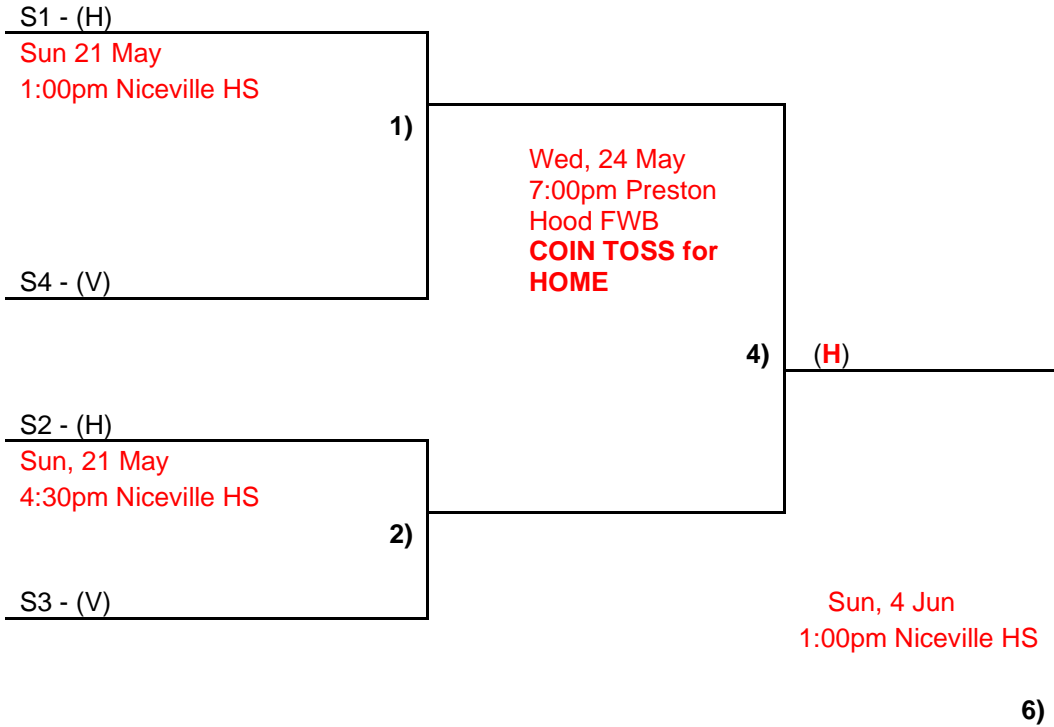 S1 - (H)
Sun 21 May
1:00pm Niceville HS
1)
Wed, 24 May
7:00pm Preston
Hood FWB
COIN TOSS for
HOME
S4 - (V)
4)
(H)
S2 - (H)
Sun, 21 May
4:30pm Niceville HS
2)
S3 - (V)
Sun, 4 Jun
1:00pm Niceville HS
6)